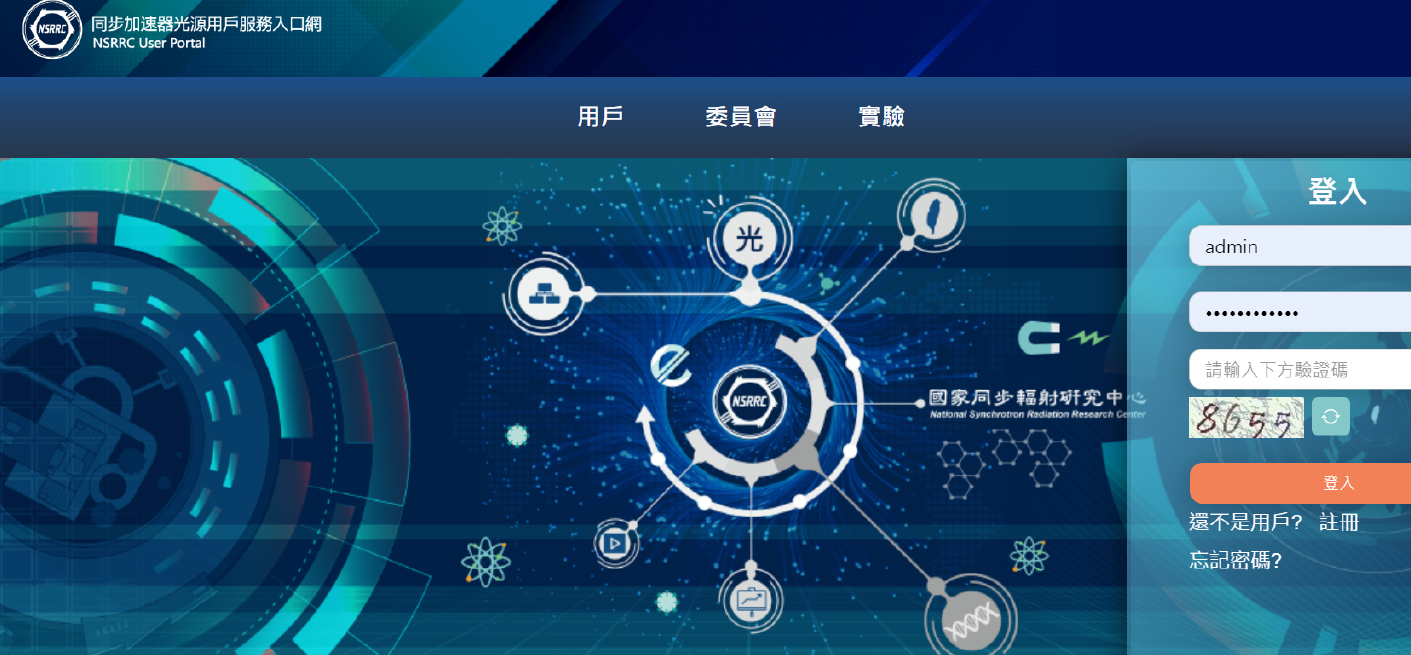 NSRRC
同步加速器光源用戶服務入口網
NSRRC User Portal
用戶
委員會
實驗
登入
admin
••••••••••••
請輸入下方驗證碼
8655
登入
還不是用戶? 註冊
忘記密碼?
光
NSRRC
國家同步輻射研究中心
National Synchrotron Radiation Research Center